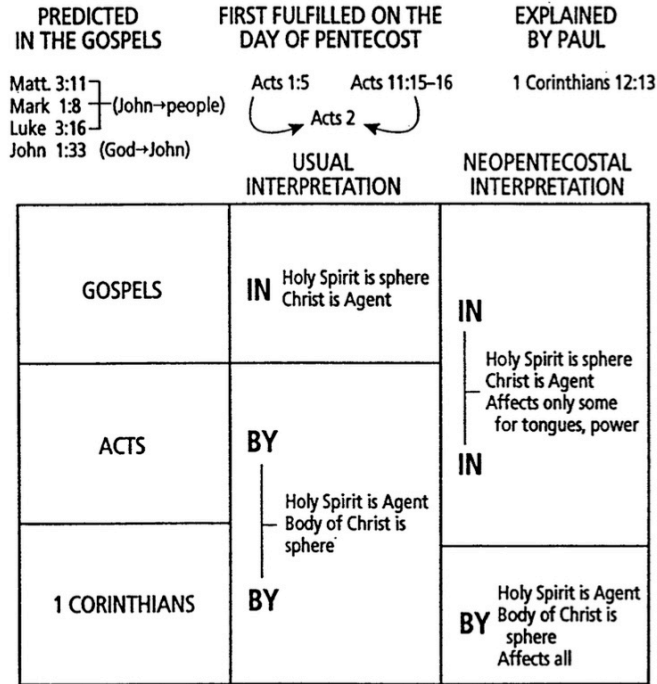 PREDICTED
IN THE GOSPELS
FIRST FULFILLED ON THE
DAY OF PENTECOST
EXPLAINED
BY PAUL
Matt. 3:11
Mark 1:8
Luke 3:16
(John→people)
John 1:33 (God→John)
Acts 1:5 Acts 11:15–16
Acts 2
1 Corinthians 12:13
USUAL
INTERPRETATION
NEOPENTECOSTAL
INTERPRETATION
GOSPELS
IN
Holy Spirit is sphere
Christ is Agent
IN
Holy Spirit is sphere
Christ is Agent
Affects only some
for tongues, power
IN
ACTS
BY
Holy Spirit is Agent
Body of Christ is
sphere
BY
1 CORINTHIANS
BY
Holy Spirit is Agent
Body of Christ is
sphere
Affects all